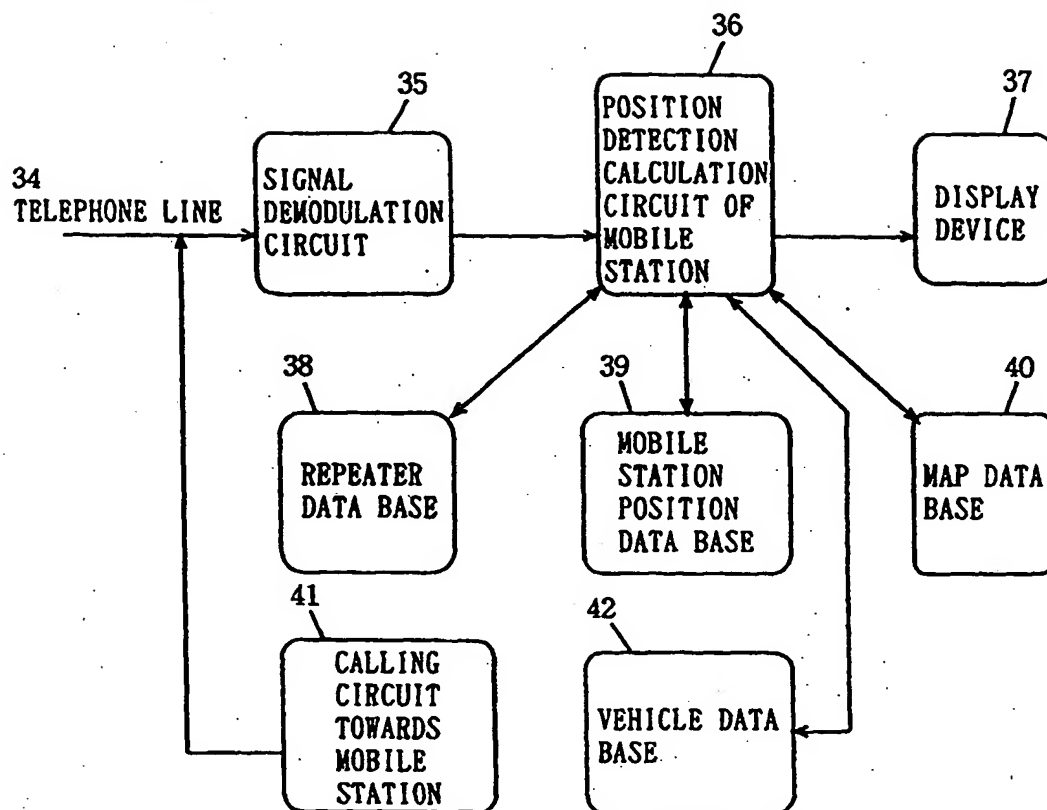 36
35
37
POSITION
DETECTION
CALCULATION
CIRCUIT OF
MOBILE
STATION
34
TELEPHONE LINE
SIGNAL
DEMODULATION
CIRCUIT
DISPLAY
DEVICE
38
39
40
REPEATER
DATA BASE
MOBILE
STATION
POSITION
DATA BASE
MAP DATA
BASE
41
42
CALLING
CIRCUIT
TOWARDS
MOBILE
STATION
VEHICLE DATA
BASE